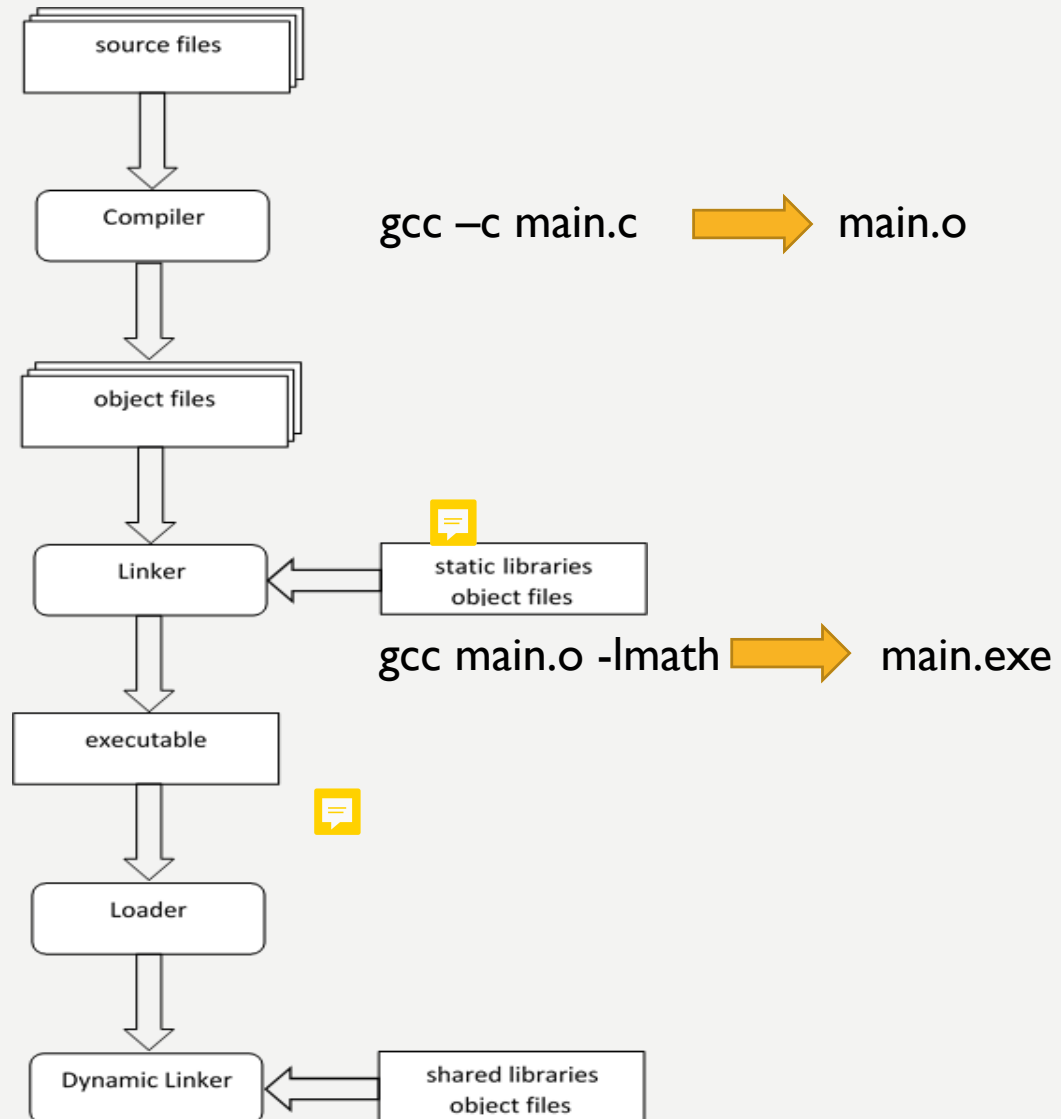 source files
Compiler
gcc –c main.c
main.o
object files
Linker
static libraries
object files
gcc main.o -lmath
main.exe
executable
Loader
Dynamic Linker
shared libraries
object files